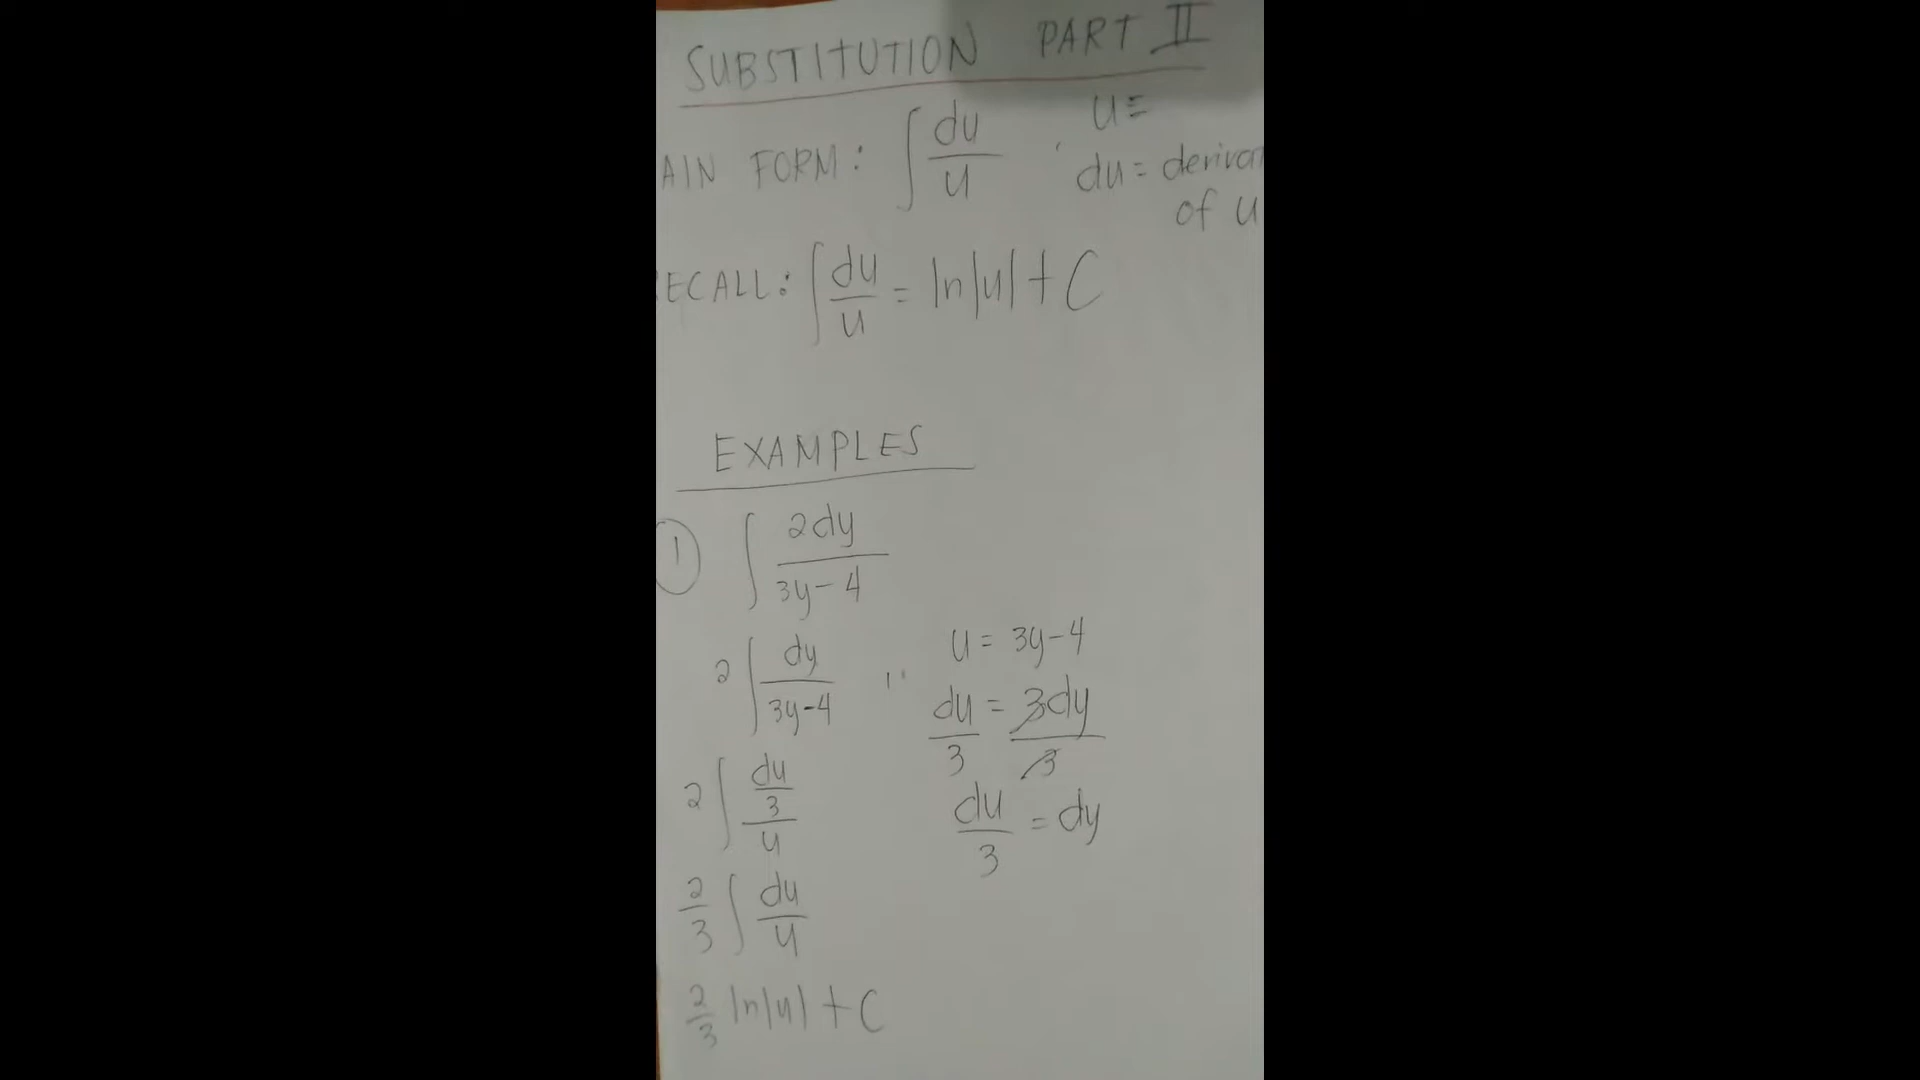 SUBSTITUTION PART II
AIN FORM: ∫ du/u , u =
du = deriva
of u
ECALL: ∫ du/u = ln|u| + C
EXAMPLES
1 ∫ 2dy/3y-4
2 ∫ dy/3y-4 u = 3y-4
du/3 = 3dy/3
2 ∫ du/3/u du/3 = dy
2/3 ∫ du/u
2/3 ln|u| + C